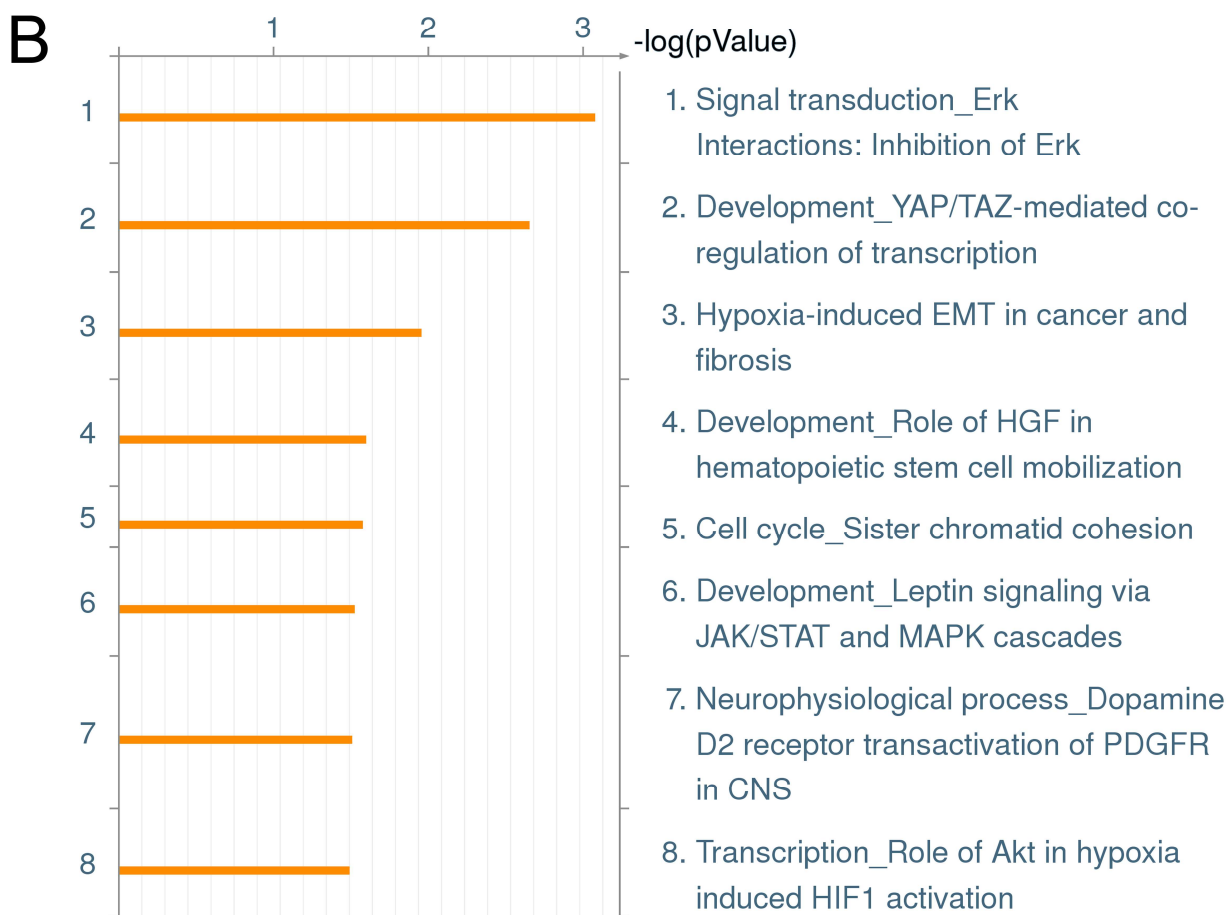 B
1 2 3
-log(pValue)
1
1. Signal transduction_Erk
Interactions: Inhibition of Erk
2
2. Development_YAP/TAZ-mediated co-
regulation of transcription
3
3. Hypoxia-induced EMT in cancer and
fibrosis
4
4. Development_Role of HGF in
hematopoietic stem cell mobilization
5
5. Cell cycle_Sister chromatid cohesion
6
6. Development_Leptin signaling via
JAK/STAT and MAPK cascades
7
7. Neurophysiological process_Dopamine
D2 receptor transactivation of PDGFR
in CNS
8
8. Transcription_Role of Akt in hypoxia
induced HIF1 activation